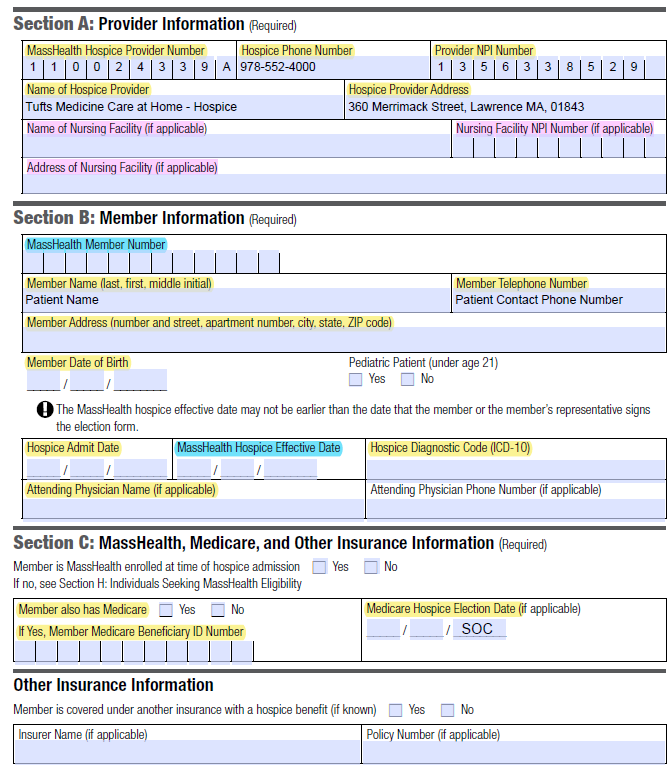 Section A: Provider Information (Required)
MassHealth Hospice Provider Number Hospice Phone Number Provider NPI Number
1 1 0 0 2 4 3 3 9 A 978-552-4000 1 3 5 6 3 3 8 5 2 9
Name of Hospice Provider Hospice Provider Address
Tufts Medicine Care at Home - Hospice 360 Merrimack Street, Lawrence MA, 01843
Name of Nursing Facility (if applicable) Nursing Facility NPI Number (if applicable)
Address of Nursing Facility (if applicable)
Section B: Member Information (Required)
MassHealth Member Number
Member Name (last, first, middle initial) Member Telephone Number
Patient Name Patient Contact Phone Number
Member Address (number and street, apartment number, city, state, ZIP code)
Member Date of Birth Pediatric Patient (under age 21)
/ / Yes No
! The MassHealth hospice effective date may not be earlier than the date that the member or the member's representative signs
the election form.
Hospice Admit Date MassHealth Hospice Effective Date Hospice Diagnostic Code (ICD-10)
/ / / /
Attending Physician Name (if applicable) Attending Physician Phone Number (if applicable)
Section C: MassHealth, Medicare, and Other Insurance Information (Required)
Member is MassHealth enrolled at time of hospice admission Yes No
If no, see Section H: Individuals Seeking MassHealth Eligibility
Member also has Medicare Yes No Medicare Hospice Election Date (if applicable)
If Yes, Member Medicare Beneficiary ID Number / / SOC
Other Insurance Information
Member is covered under another insurance with a hospice benefit (if known) Yes No
Insurer Name (if applicable) Policy Number (if applicable)